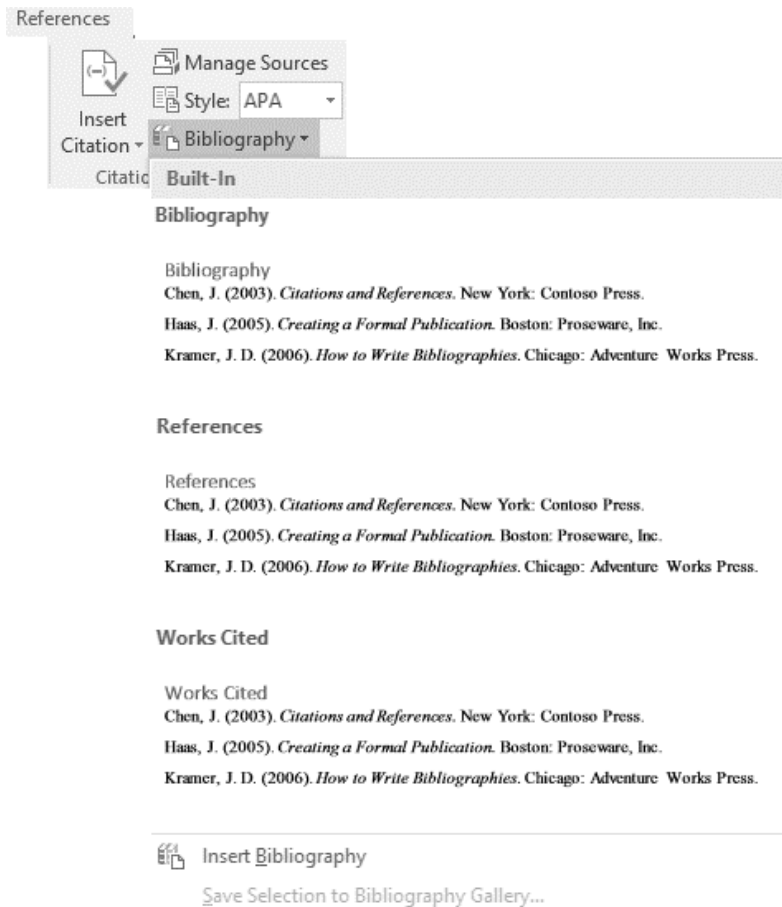 References
Manage Sources
Style: APA
Insert
Citation
Bibliography
Citatic
Built-In
Bibliography
Bibliography
Chen, J. (2003). Citations and References. New York: Contoso Press.
Haas, J. (2005). Creating a Formal Publication. Boston: Proseware, Inc.
Kramer, J. D. (2006). How to Write Bibliographies. Chicago: Adventure Works Press.
References
References
Chen, J. (2003). Citations and References. New York: Contoso Press.
Haas, J. (2005). Creating a Formal Publication. Boston: Proseware, Inc.
Kramer, J. D. (2006). How to Write Bibliographies. Chicago: Adventure Works Press.
Works Cited
Works Cited
Chen, J. (2003). Citations and References. New York: Contoso Press.
Haas, J. (2005). Creating a Formal Publication. Boston: Proseware, Inc.
Kramer, J. D. (2006). How to Write Bibliographies. Chicago: Adventure Works Press.
Insert Bibliography
Save Selection to Bibliography Gallery...